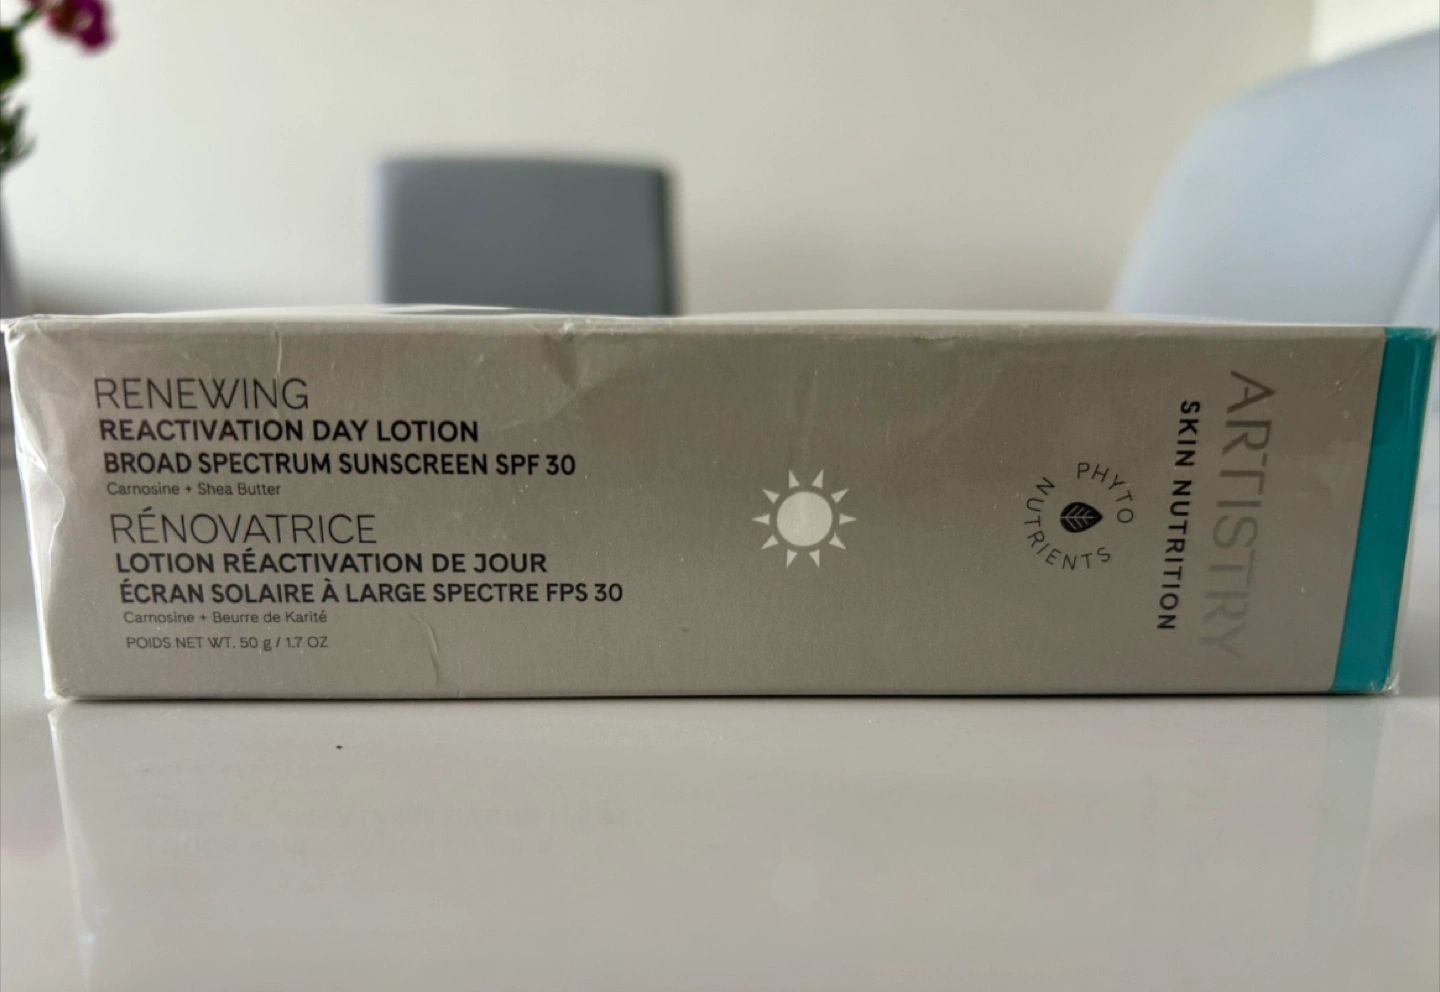 RENEWING
REACTIVATION DAY LOTION
BROAD SPECTRUM SUNSCREEN SPF 30
Carnosine + Shea Butter
RÉNOVATRICE
LOTION RÉACTIVATION DE JOUR
ÉCRAN SOLAIRE À LARGE SPECTRE FPS 30
Carnosine + Beurre de Karité
POIDS NET WT. 50 g / 1.7 OZ
PHYTO
NUTRIENTS
ARTISTRY
SKIN NUTRITION